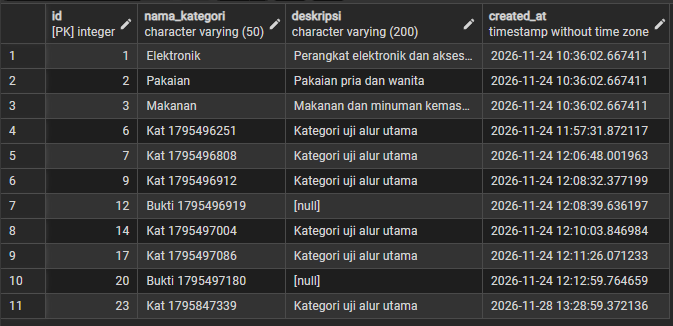 id nama_kategori deskripsi created_at
[PK] integer character varying (50) character varying (200) timestamp without time zone
1 1 Elektronik Perangkat elektronik dan akses… 2026-11-24 10:36:02.667411
2 2 Pakaian Pakaian pria dan wanita 2026-11-24 10:36:02.667411
3 3 Makanan Makanan dan minuman kemas… 2026-11-24 10:36:02.667411
4 6 Kat 1795496251 Kategori uji alur utama 2026-11-24 11:57:31.872117
5 7 Kat 1795496808 Kategori uji alur utama 2026-11-24 12:06:48.001963
6 9 Kat 1795496912 Kategori uji alur utama 2026-11-24 12:08:32.377199
7 12 Bukti 1795496919 [null] 2026-11-24 12:08:39.636197
8 14 Kat 1795497004 Kategori uji alur utama 2026-11-24 12:10:03.846984
9 17 Kat 1795497086 Kategori uji alur utama 2026-11-24 12:11:26.071233
10 20 Bukti 1795497180 [null] 2026-11-24 12:12:59.764659
11 23 Kat 1795847339 Kategori uji alur utama 2026-11-28 13:28:59.372136